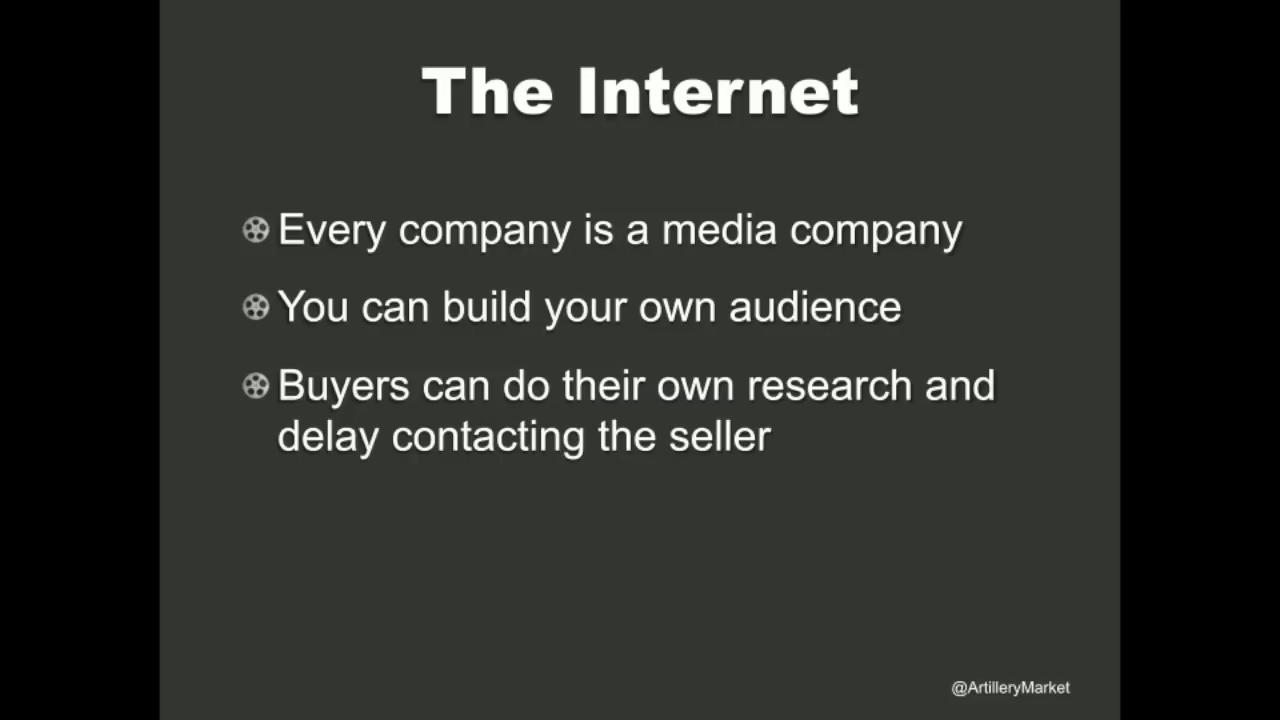 The Internet
Every company is a media company
You can build your own audience
Buyers can do their own research and
delay contacting the seller
@ArtilleryMarket